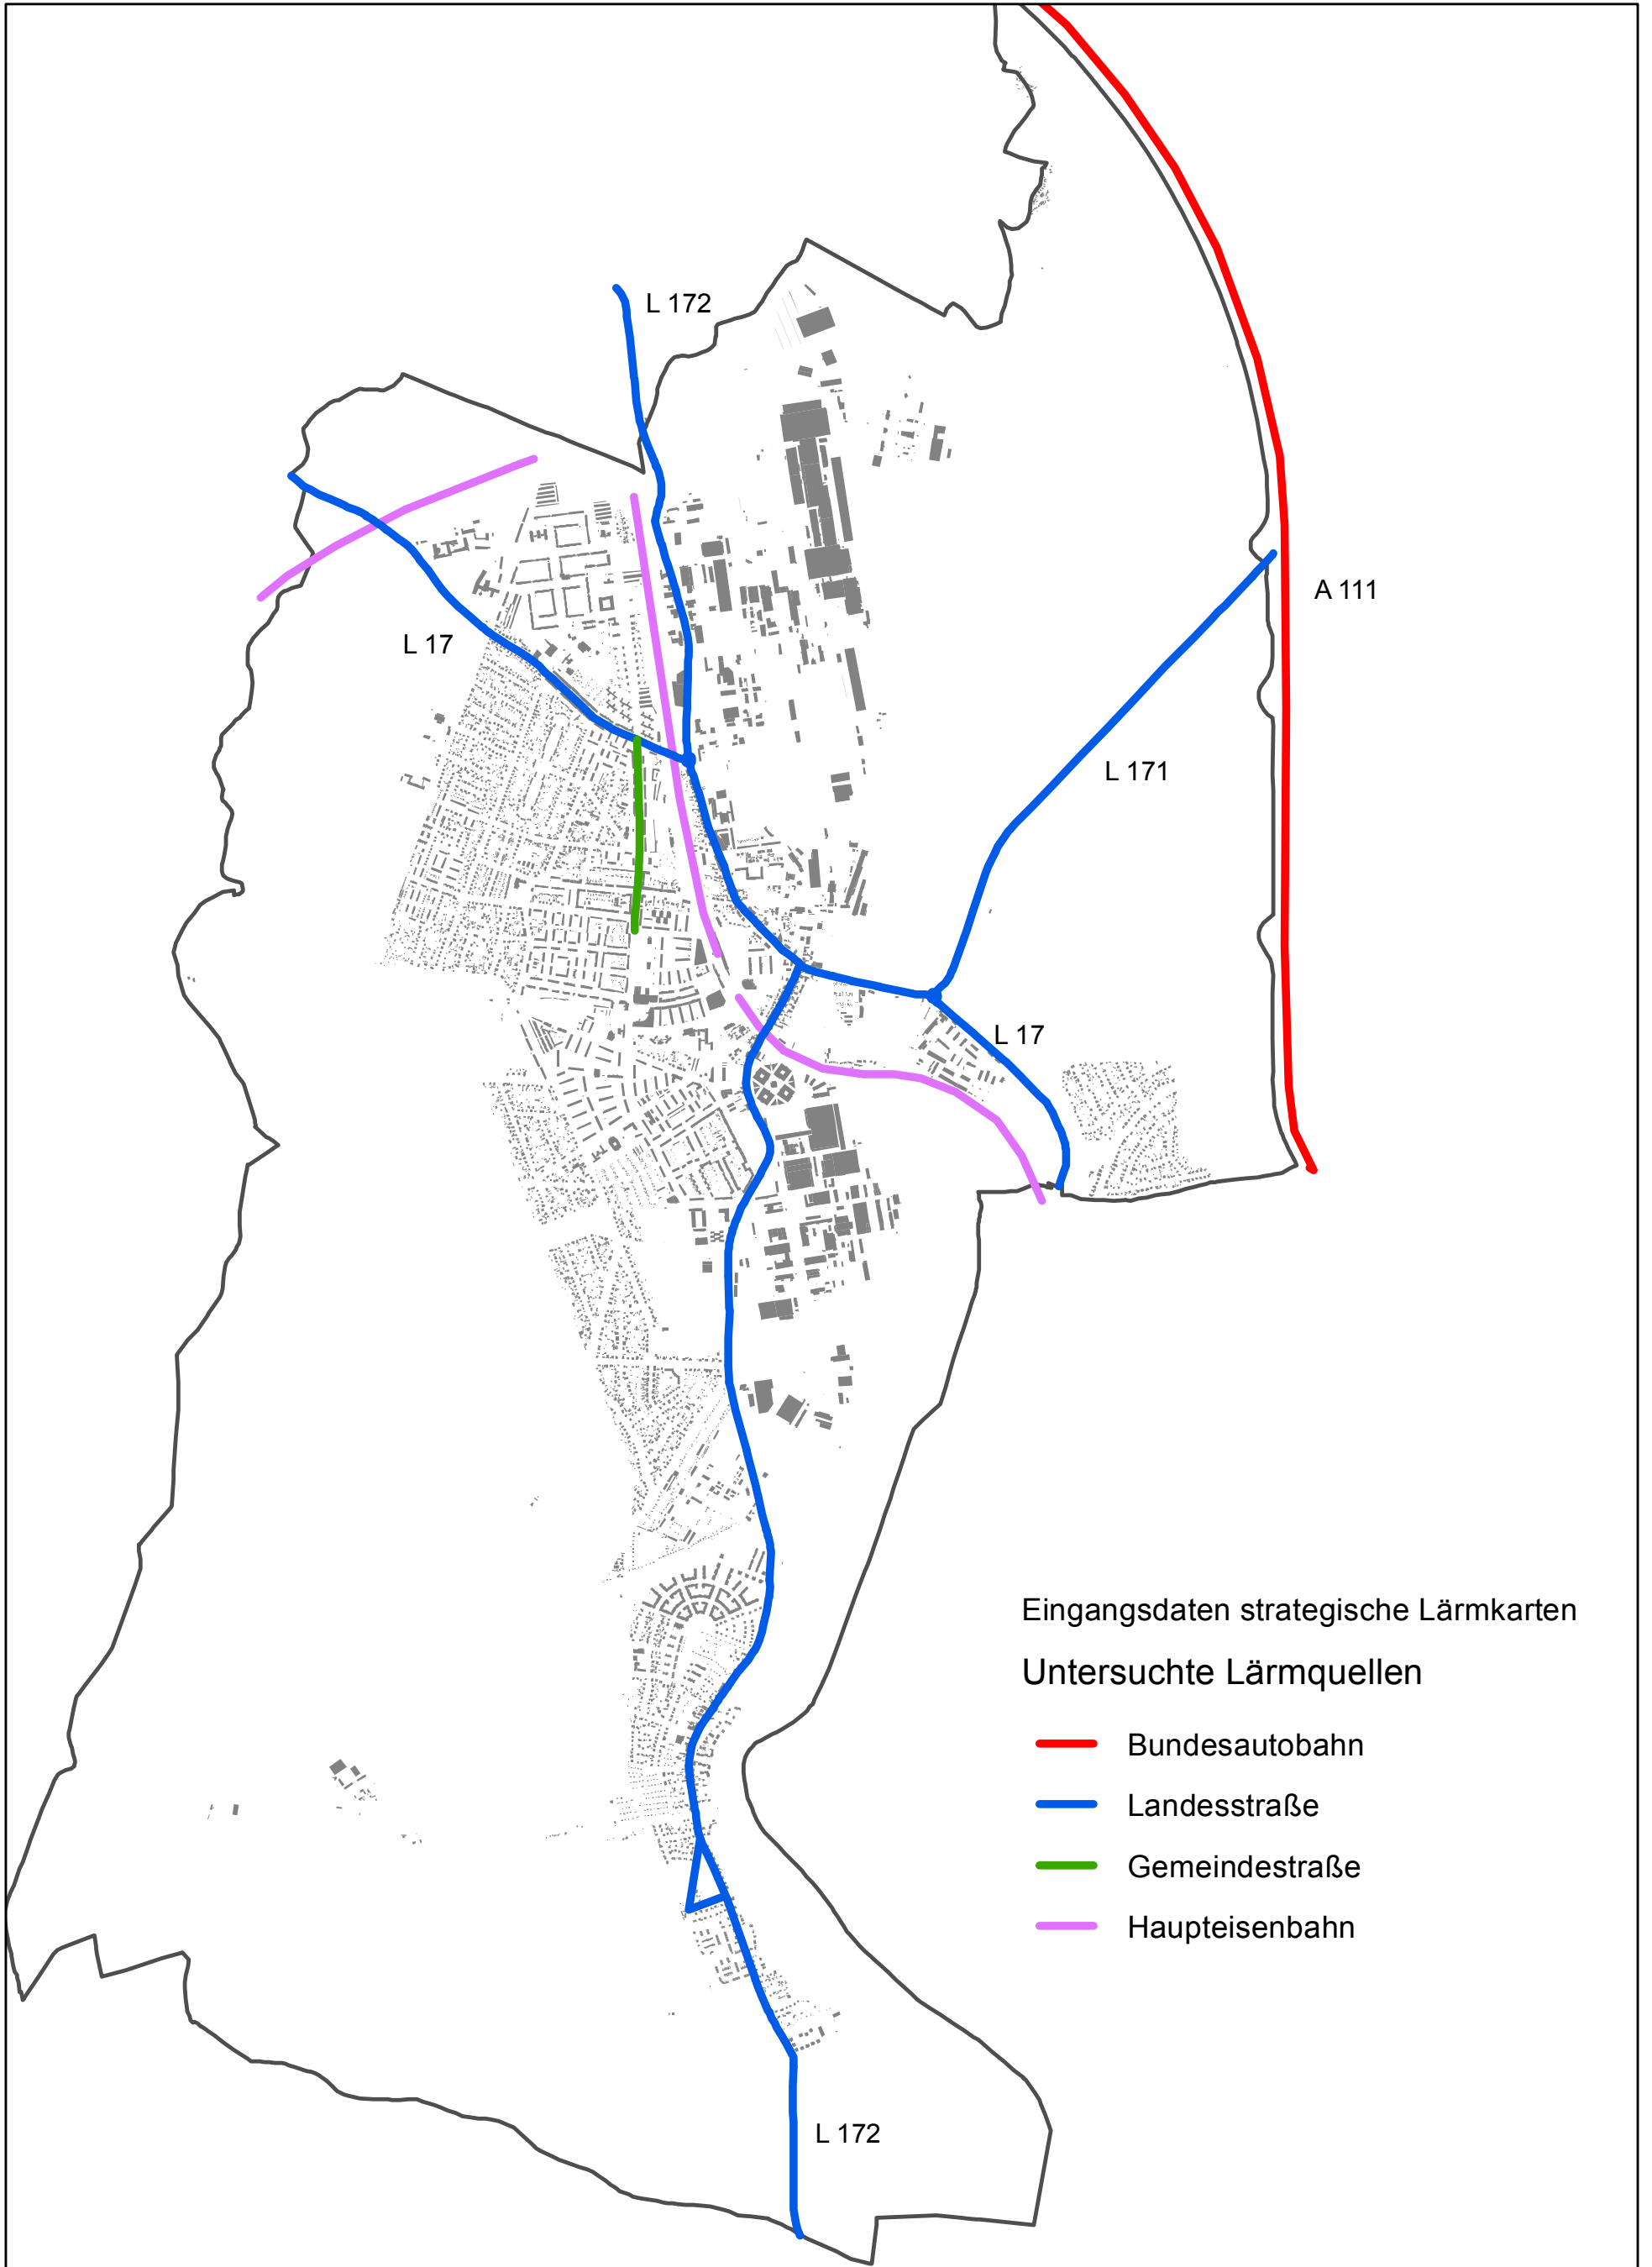 L 172
A 111
L 17
L 171
L 17
Eingangsdaten strategische Lärmkarten
Untersuchte Lärmquellen
Bundesautobahn
Landesstraße
Gemeindestraße
Haupteisenbahn
L 172